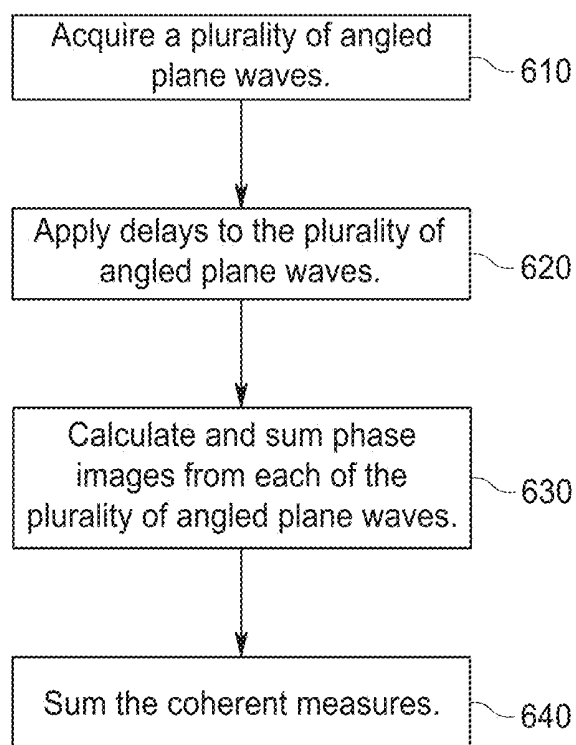 Acquire a plurality of angled
plane waves.
610
Apply delays to the plurality of
angled plane waves.
620
Calculate and sum phase
images from each of the
plurality of angled plane waves.
630
Sum the coherent measures.
640